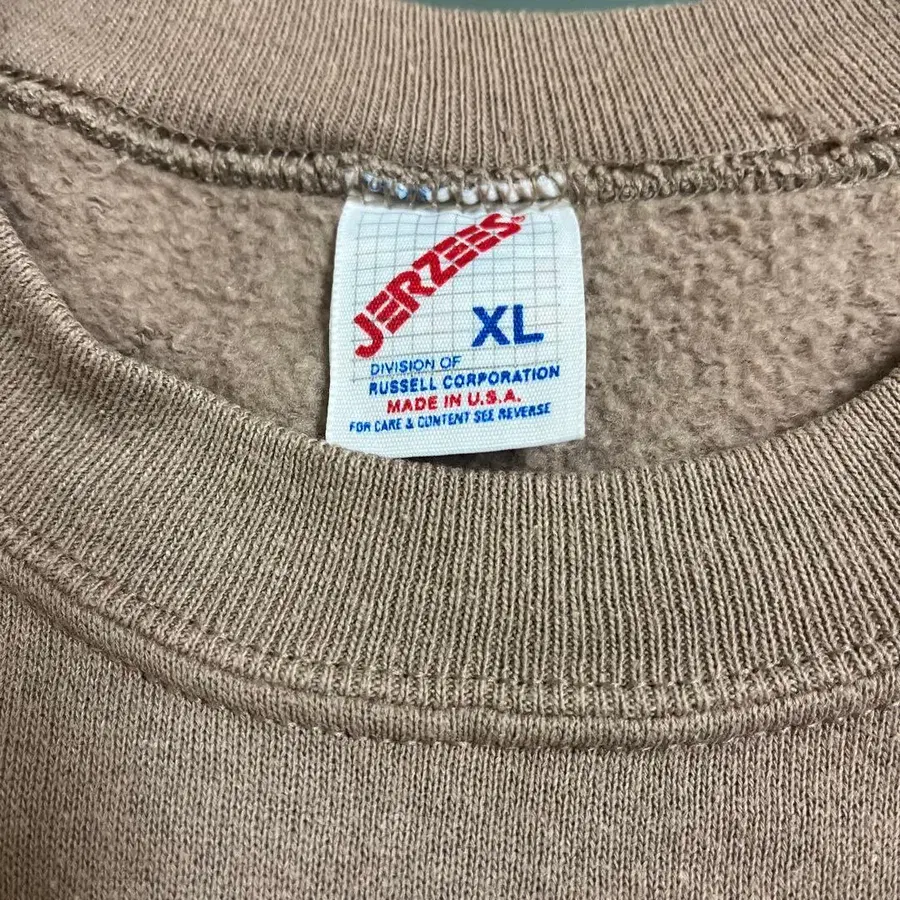 JERZEES
XL
DIVISION OF
RUSSELL CORPORATION
MADE IN U.S.A.
FOR CARE & CONTENT SEE REVERSE